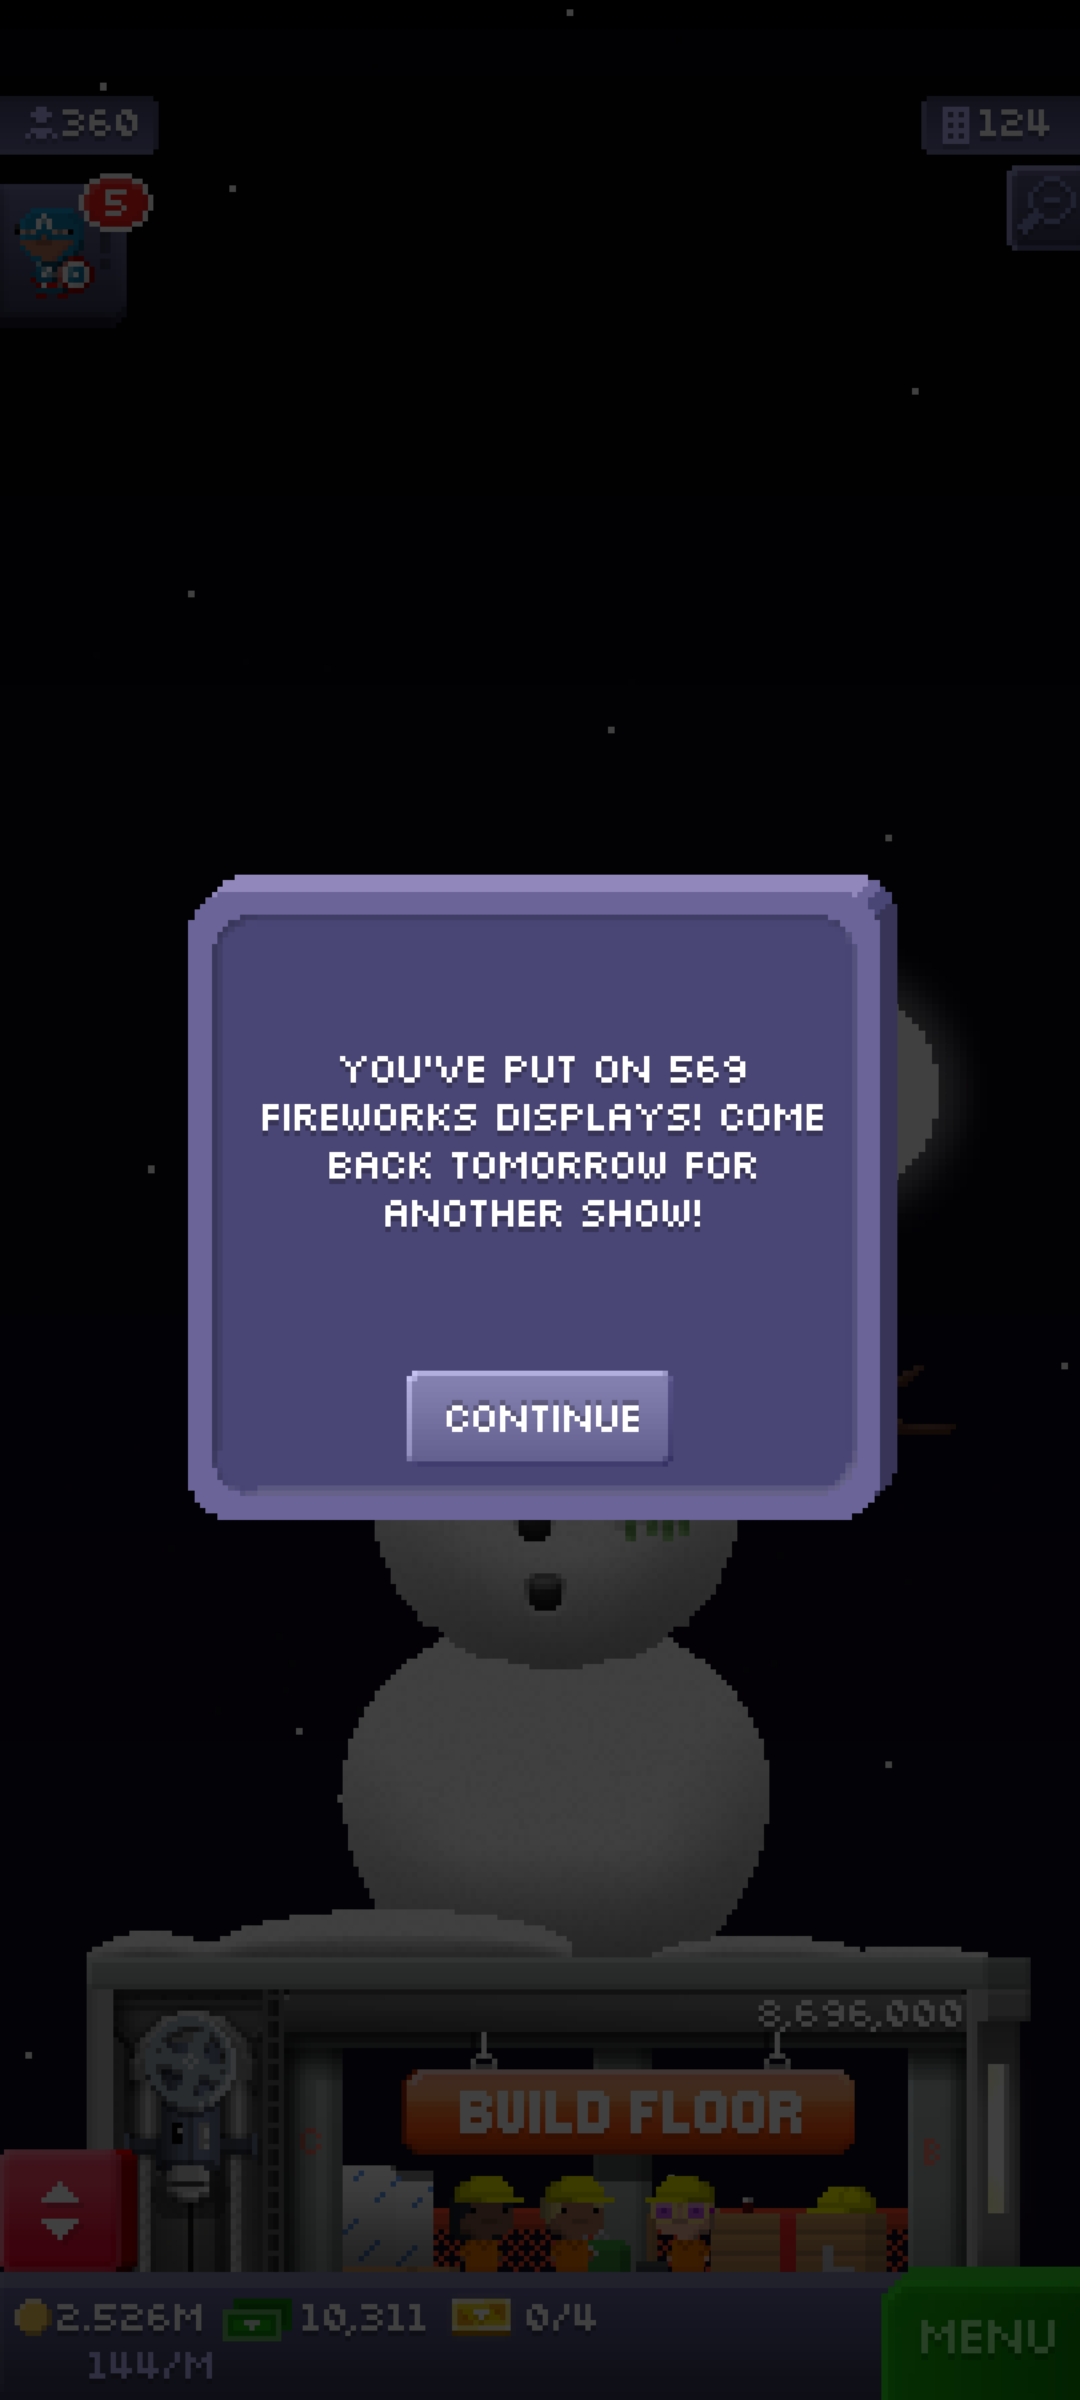 360
124
5
YOU'VE PUT ON 569
FIREWORKS DISPLAYS! COME
BACK TOMORROW FOR
ANOTHER SHOW!
CONTINUE
8,696,000
BUILD FLOOR
C
B
2.526M
10,311
0/4
MENU
144/M